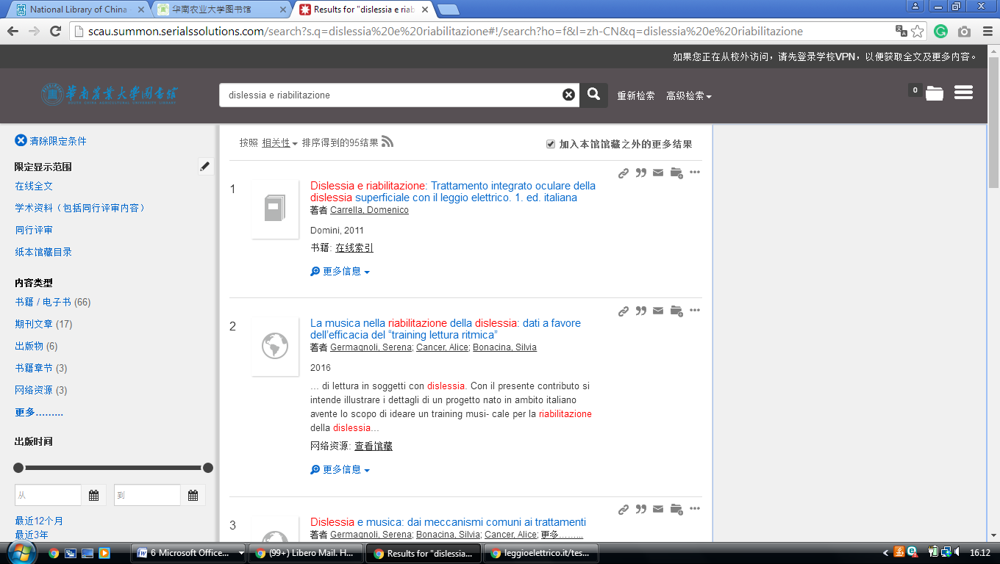 National Library of China
华南农业大学图书馆
Results for "dislessia e riab
scau.summon.serialssolutions.com/search?s.q=dislessia%20e%20riabilitazione#!/search?ho=f&l=zh-CN&q=dislessia%20e%20riabilitazione
如果您正在从校外访问，请先登录学校VPN，以便获取全文及更多内容。
华南农业大学图书馆
dislessia e riabilitazione
重新检索
高级检索
0
清除限定条件
限定显示范围
在线全文
学术资料（包括同行评审内容）
同行评审
纸本馆藏目录
内容类型
书籍 / 电子书 (66)
期刊文章 (17)
出版物 (6)
书籍章节 (3)
网络资源 (3)
更多.........
出版时间
从
到
最近12个月
最近3年
按照 相关性 排序得到的95结果
加入本馆馆藏之外的更多结果
1
Dislessia e riabilitazione: Trattamento integrato oculare della
dislessia superficiale con il leggio elettrico. 1. ed. italiana
著者 Carrella, Domenico
Domini, 2011
书籍: 在线索引
更多信息
2
La musica nella riabilitazione della dislessia: dati a favore
dell’efficacia del “training lettura ritmica”
著者 Germagnoli, Serena; Cancer, Alice; Bonacina, Silvia
2016
… di lettura in soggetti con dislessia. Con il presente contributo si
intende illustrare i dettagli di un progetto nato in ambito italiano
avente lo scopo di ideare un training musi- cale per la riabilitazione
della dislessia…
网络资源: 查看馆藏
更多信息
3
Dislessia e musica: dai meccanismi comuni ai trattamenti
著者 Germagnoli, Serena; Bonacina, Silvia; Cancer, Alice; 更多.........
6 Microsoft Office...
(99+) Libero Mail. H...
Results for "dislessia...
leggioelettrico.it/tes...
16.12